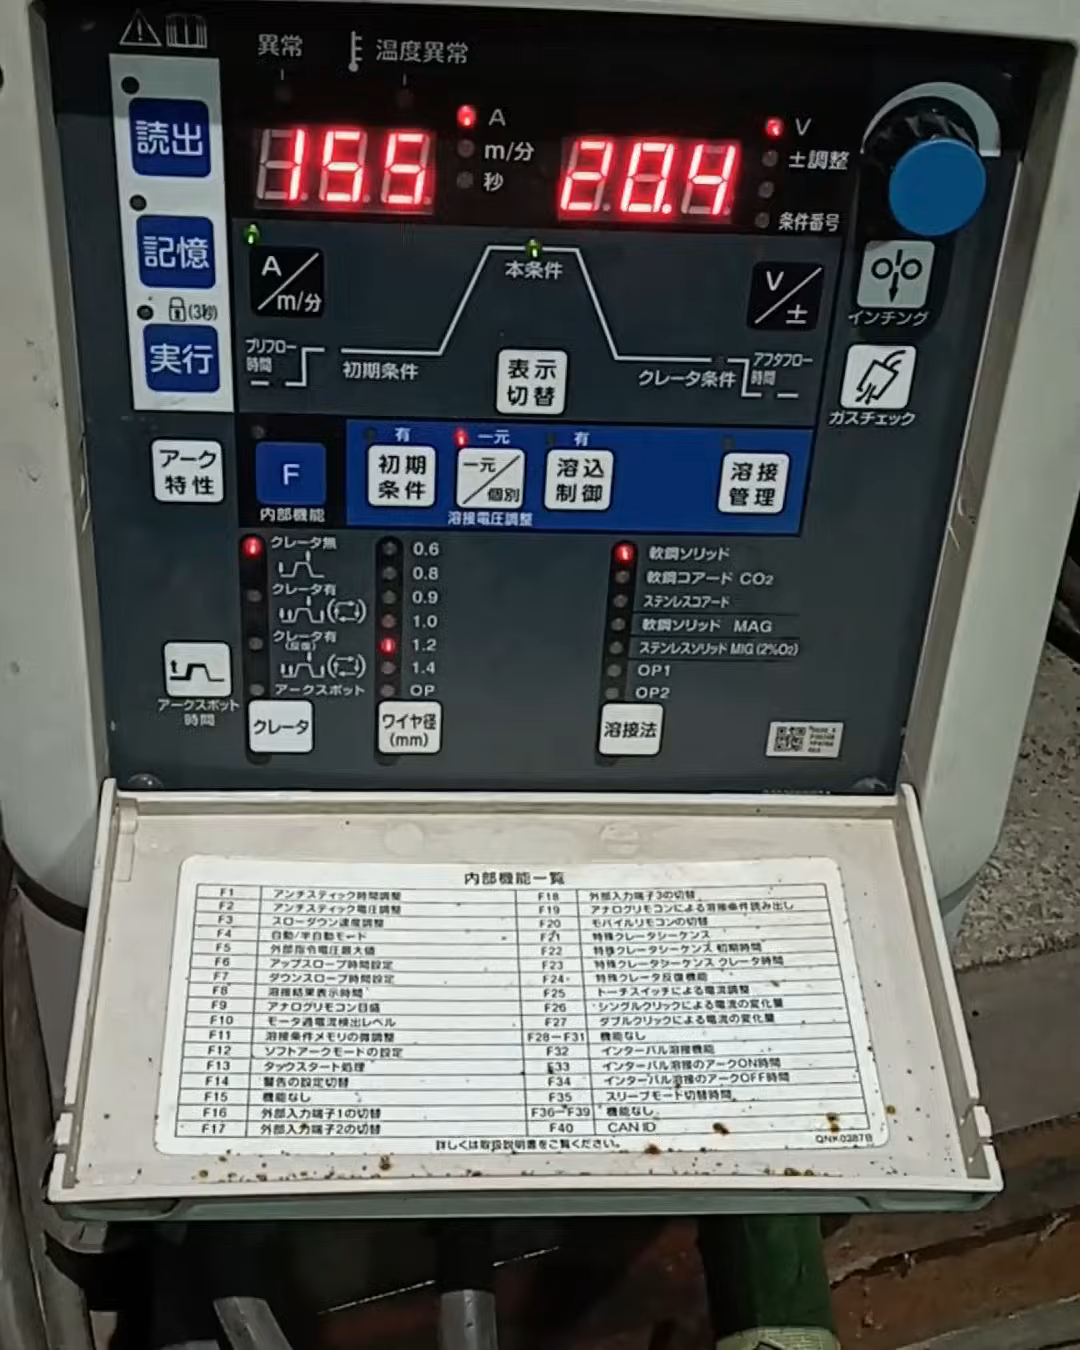 異常
温度異常
読出
155
A
m/分
秒
20.4
V
±調整
条件番号
記憶
(3秒)
実行
A/m/分
本条件
V/±
インチング
プリフロー
時間
初期条件
表示
切替
クレータ条件
アフタフロー
時間
ガスチェック
アーク
特性
F
内部機能
有
初期
条件
一元
一元/個別
溶接電圧調整
有
溶込
制御
溶接
管理
クレータ無
クレータ有
クレータ有
(反復)
アークスポット
0.6
0.8
0.9
1.0
1.2
1.4
OP
軟鋼ソリッド
軟鋼コアード CO2
ステンレスコアード
軟鋼ソリッド MAG
ステンレスソリッド MIG (2%O2)
OP1
OP2
アークスポット
時間
クレータ
ワイヤ径
(mm)
溶接法
内部機能一覧
F1 アンチスティック時間調整
F2 アンチスティック電圧調整
F3 スローダウン速度調整
F4 自動/半自動モード
F5 外部指令電圧最大値
F6 アップスロープ時間設定
F7 ダウンスロープ時間設定
F8 溶接結果表示時間
F9 アナログリモコン目盛
F10 モータ過電流検出レベル
F11 溶接条件メモリの微調整
F12 ソフトアークモードの設定
F13 タックスタート処理
F14 警告の設定切替
F15 機能なし
F16 外部入力端子1の切替
F17 外部入力端子2の切替
F18 外部入力端子3の切替
F19 アナログリモコンによる溶接条件読み出し
F20 モバイルリモコンの切替
F21 特殊クレータシーケンス
F22 特殊クレータシーケンス 初期時間
F23 特殊クレータシーケンス クレータ時間
F24 特殊クレータ反復機能
F25 トーチスイッチによる電流調整
F26 シングルクリックによる電流の変化量
F27 ダブルクリックによる電流の変化量
F28−F31 機能なし
F32 インターバル溶接機能
F33 インターバル溶接のアークON時間
F34 インターバル溶接のアークOFF時間
F35 スリープモード切替時間
F36−F39 機能なし
F40 CAN ID
詳しくは取扱説明書をご覧ください。
QNK0387B